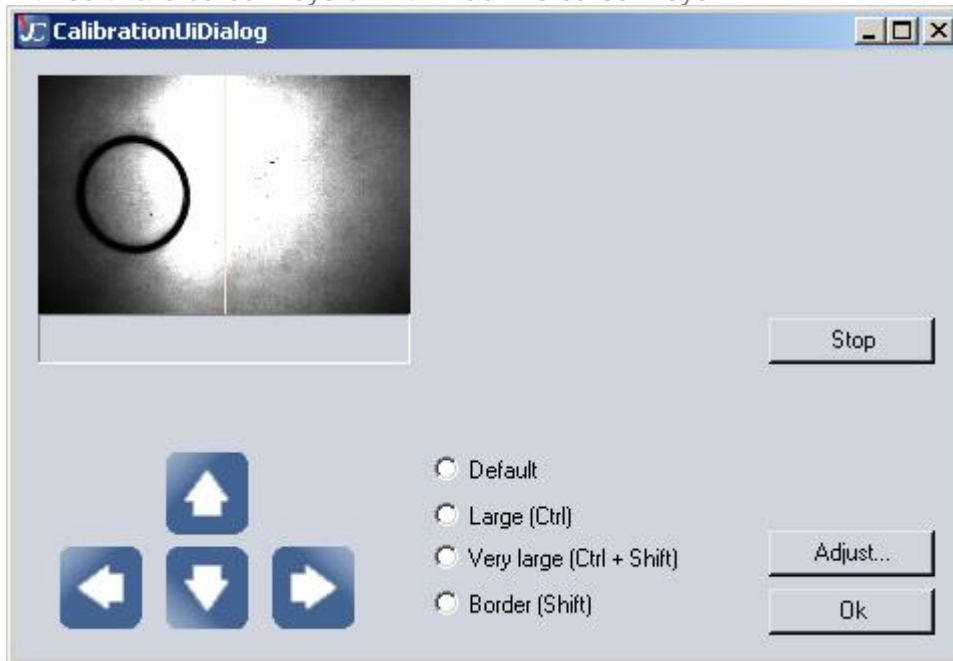 CalibrationUiDialog
Stop
Default
Large (Ctrl)
Very large (Ctrl + Shift)
Adjust...
Border (Shift)
Ok